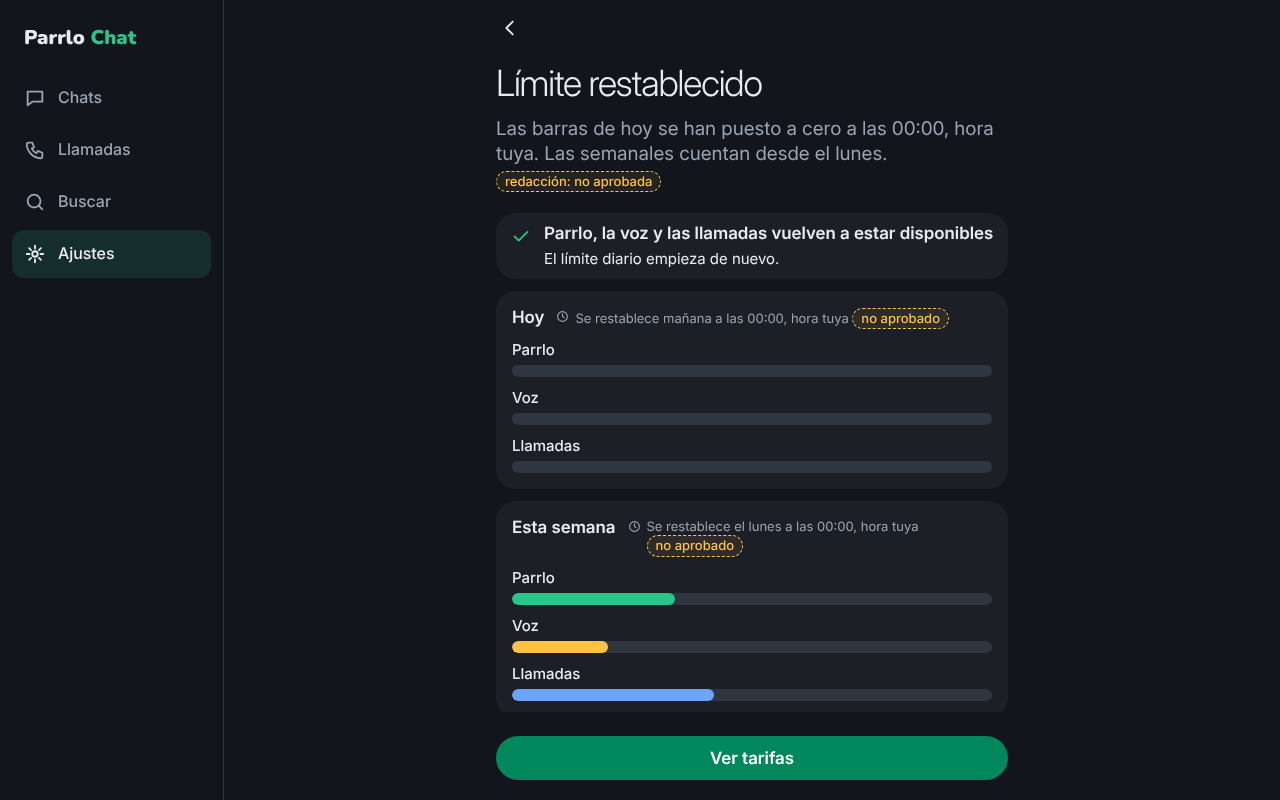 Parrlo Chat
Chats
Llamadas
Buscar
Ajustes
Límite restablecido
Las barras de hoy se han puesto a cero a las 00:00, hora
tuya. Las semanales cuentan desde el lunes.
redacción: no aprobada
Parrlo, la voz y las llamadas vuelven a estar disponibles
El límite diario empieza de nuevo.
Hoy Se restablece mañana a las 00:00, hora tuya no aprobado
Parrlo
Voz
Llamadas
Esta semana Se restablece el lunes a las 00:00, hora tuya
no aprobado
Parrlo
Voz
Llamadas
Ver tarifas